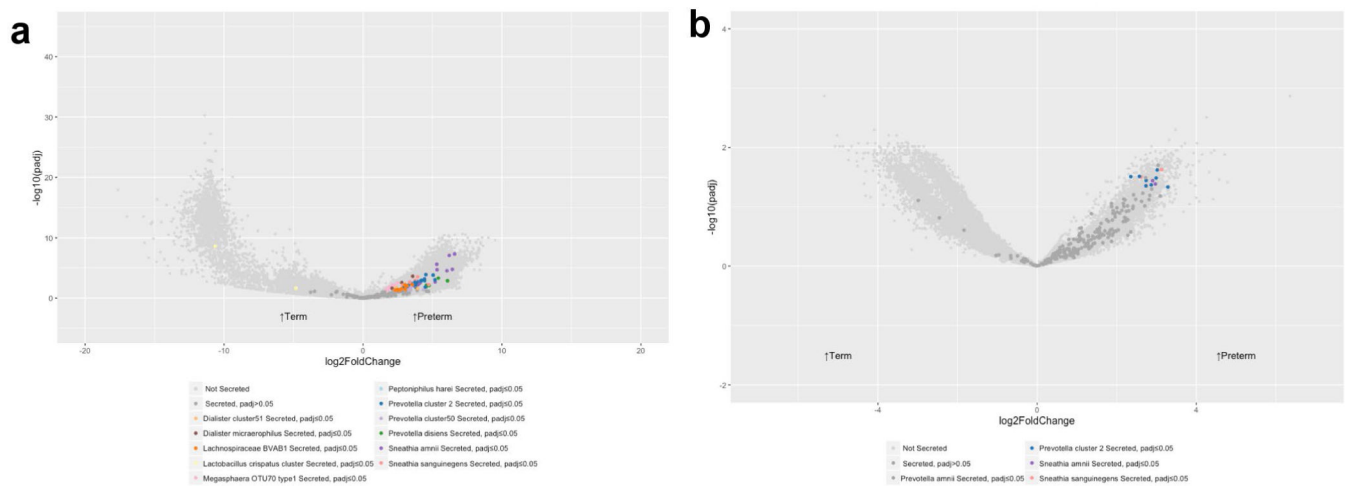 a
40
30
20
10
0
-log10(padj)
↑Term
↑Preterm
-20
-10
0
10
20
log2FoldChange
Not Secreted
Secreted, padj>0.05
Dialister cluster51 Secreted, padj≤0.05
Dialister micraerophilus Secreted, padj≤0.05
Lachnospiraceae BVAB1 Secreted, padj≤0.05
Lactobacillus crispatus cluster Secreted, padj≤0.05
Megasphaera OTU70 type1 Secreted, padj≤0.05
Peptoniphilus harei Secreted, padj≤0.05
Prevotella cluster 2 Secreted, padj≤0.05
Prevotella cluster50 Secreted, padj≤0.05
Prevotella disiens Secreted, padj≤0.05
Sneathia amnii Secreted, padj≤0.05
Sneathia sanguinegens Secreted, padj≤0.05
b
4
2
0
-2
-log10(padj)
↑Term
↑Preterm
-4
0
4
log2FoldChange
Not Secreted
Secreted, padj>0.05
Prevotella amnii Secreted, padj≤0.05
Prevotella cluster 2 Secreted, padj≤0.05
Sneathia amnii Secreted, padj≤0.05
Sneathia sanguinegens Secreted, padj≤0.05